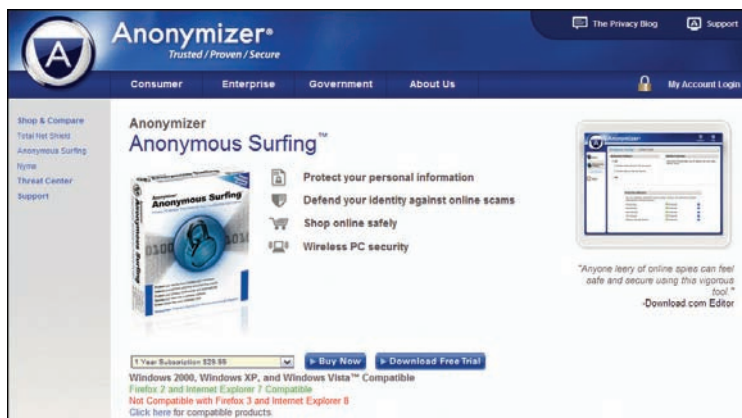 The Privacy Blog
Support
Anonymizer®
Trusted / Proven / Secure
Consumer Enterprise Government About Us
My Account Login
Shop & Compare
Total Net Shield
Anonymous Surfing
Nyms
Threat Center
Support
Anonymizer
Anonymous Surfing™
Anonymizer
Anonymous Surfing
Protect your personal information
Defend your identity against online scams
Shop online safely
Wireless PC security
Anonymizer
"Anyone leery of online spies can feel
safe and secure using this vigorous
tool."
-Download.com Editor
1 Year Subscription $29.99
Buy Now
Download Free Trial
Windows 2000, Windows XP, and Windows Vista™ Compatible
Firefox 2 and Internet Explorer 7 Compatible
Not Compatible with Firefox 3 and Internet Explorer 8
Click here for compatible products.